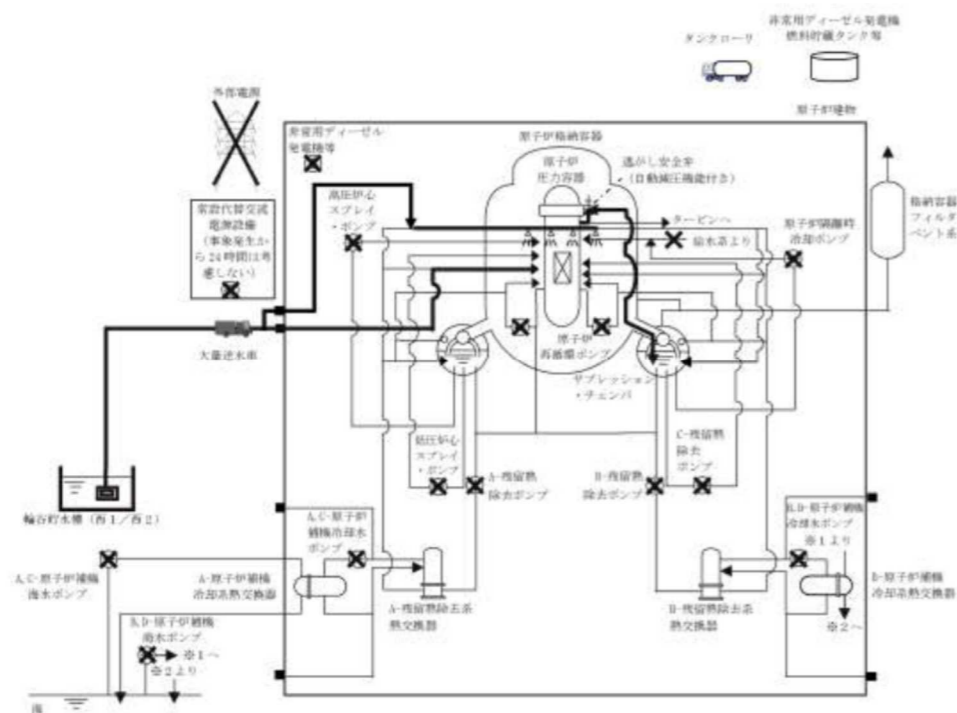 タンクローリ
非常用ディーゼル発電機
燃料貯蔵タンク等
外部電源
原子炉建物
非常用ディーゼル
発電機等
原子炉格納容器
原子炉
圧力容器
逃がし安全弁
(自動減圧機能付き)
高圧炉心
スプレイ
・ポンプ
タービンへ
給水系より
原子炉隔離時
冷却ポンプ
格納容器
フィルタ
ベント系
常設代替交流
電源設備
(事象発生か
ら24時間は考
慮しない)
大量送水車
原子炉
再循環ポンプ
サプレッション
・チェンバ
低圧炉心
スプレイ
・ポンプ
A-残留熱
除去ポンプ
B-残留熱
除去ポンプ
C-残留熱
除去
ポンプ
輪谷貯水槽(西1/西2)
A,C-原子炉
補機冷却水
ポンプ
B,D-原子炉補機
冷却水ポンプ
※1より
A,C-原子炉補機
海水ポンプ
A-原子炉補機
冷却系熱交換器
A-残留熱除去系
熱交換器
B-残留熱除去系
熱交換器
B-原子炉補機
冷却系熱交換器
※2へ
B,D-原子炉補機
海水ポンプ
※1へ
※2より
海